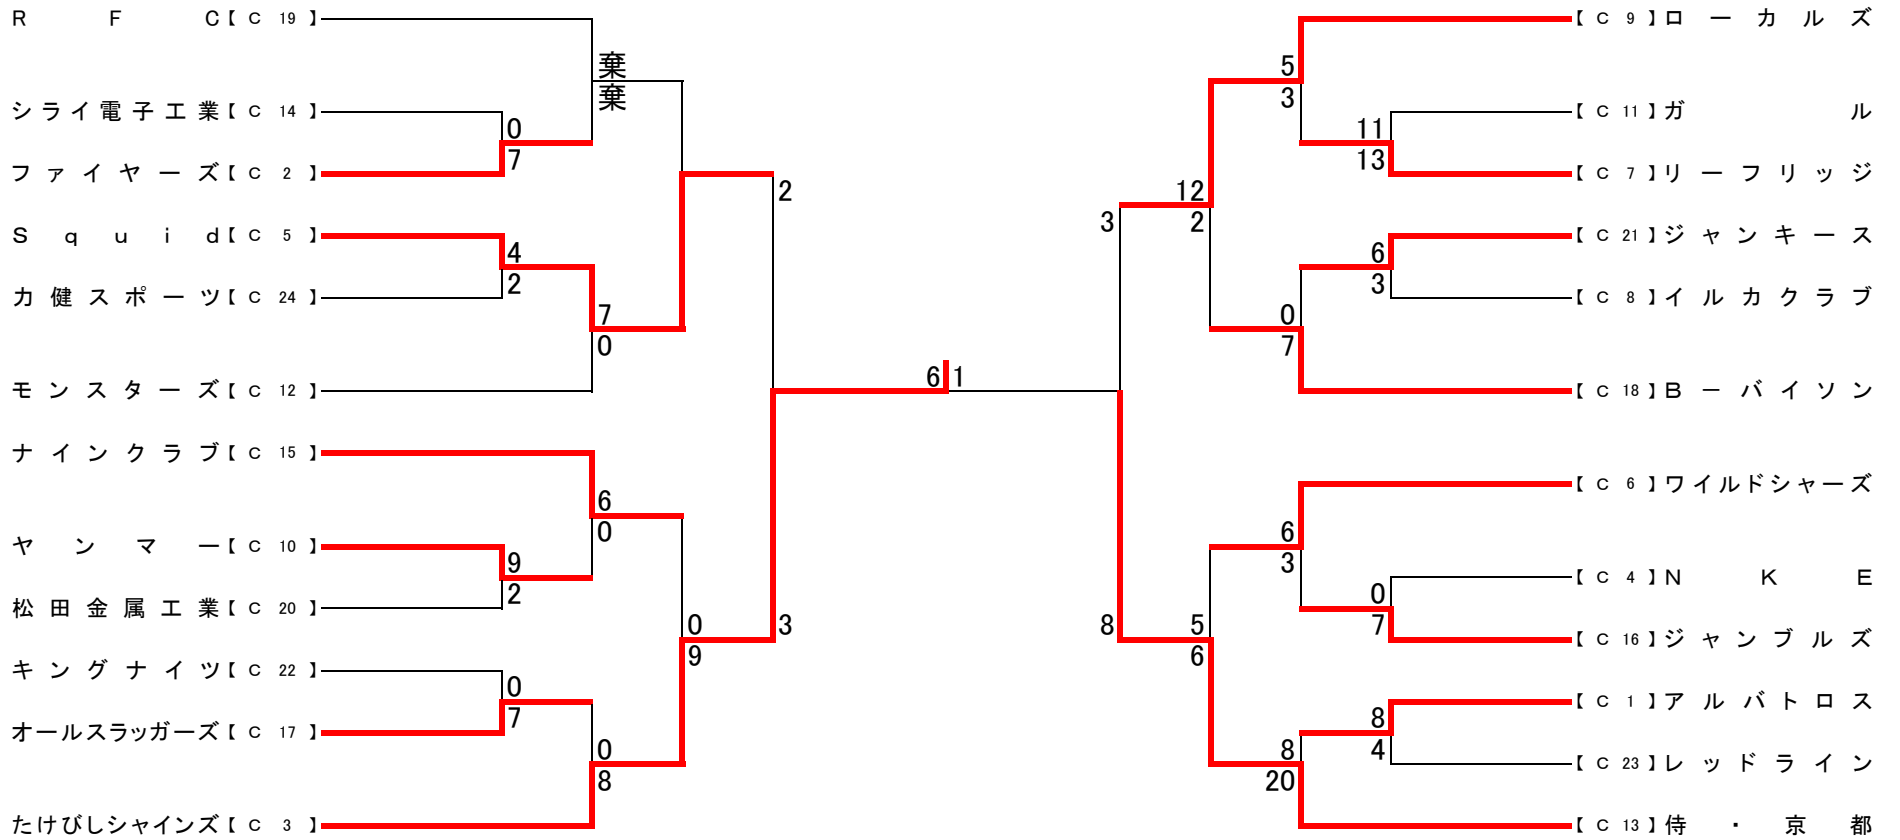 RFC【C 19】
棄
棄
シライ電子工業【C 14】
0
7
ファイヤーズ【C 2】
2
Squid【C 5】
4
2
力健スポーツ【C 24】
7
0
モンスターズ【C 12】
ナインクラブ【C 15】
6
0
ヤンマー【C 10】
9
2
松田金属工業【C 20】
0
9
3
キングナイツ【C 22】
0
7
オールスラッガーズ【C 17】
0
8
たけびしシャインズ【C 3】
6 1
【C 9】ローカルズ
5
3
【C 11】ガル
11
13
【C 7】リーフリッジ
12
2
3
【C 21】ジャンキース
6
3
【C 8】イルカクラブ
0
7
【C 18】B－バイソン
【C 6】ワイルドシャーズ
6
3
【C 4】NKE
0
7
【C 16】ジャンブルズ
8
5
6
【C 1】アルバトロス
8
4
【C 23】レッドライン
8
20
【C 13】侍・京都